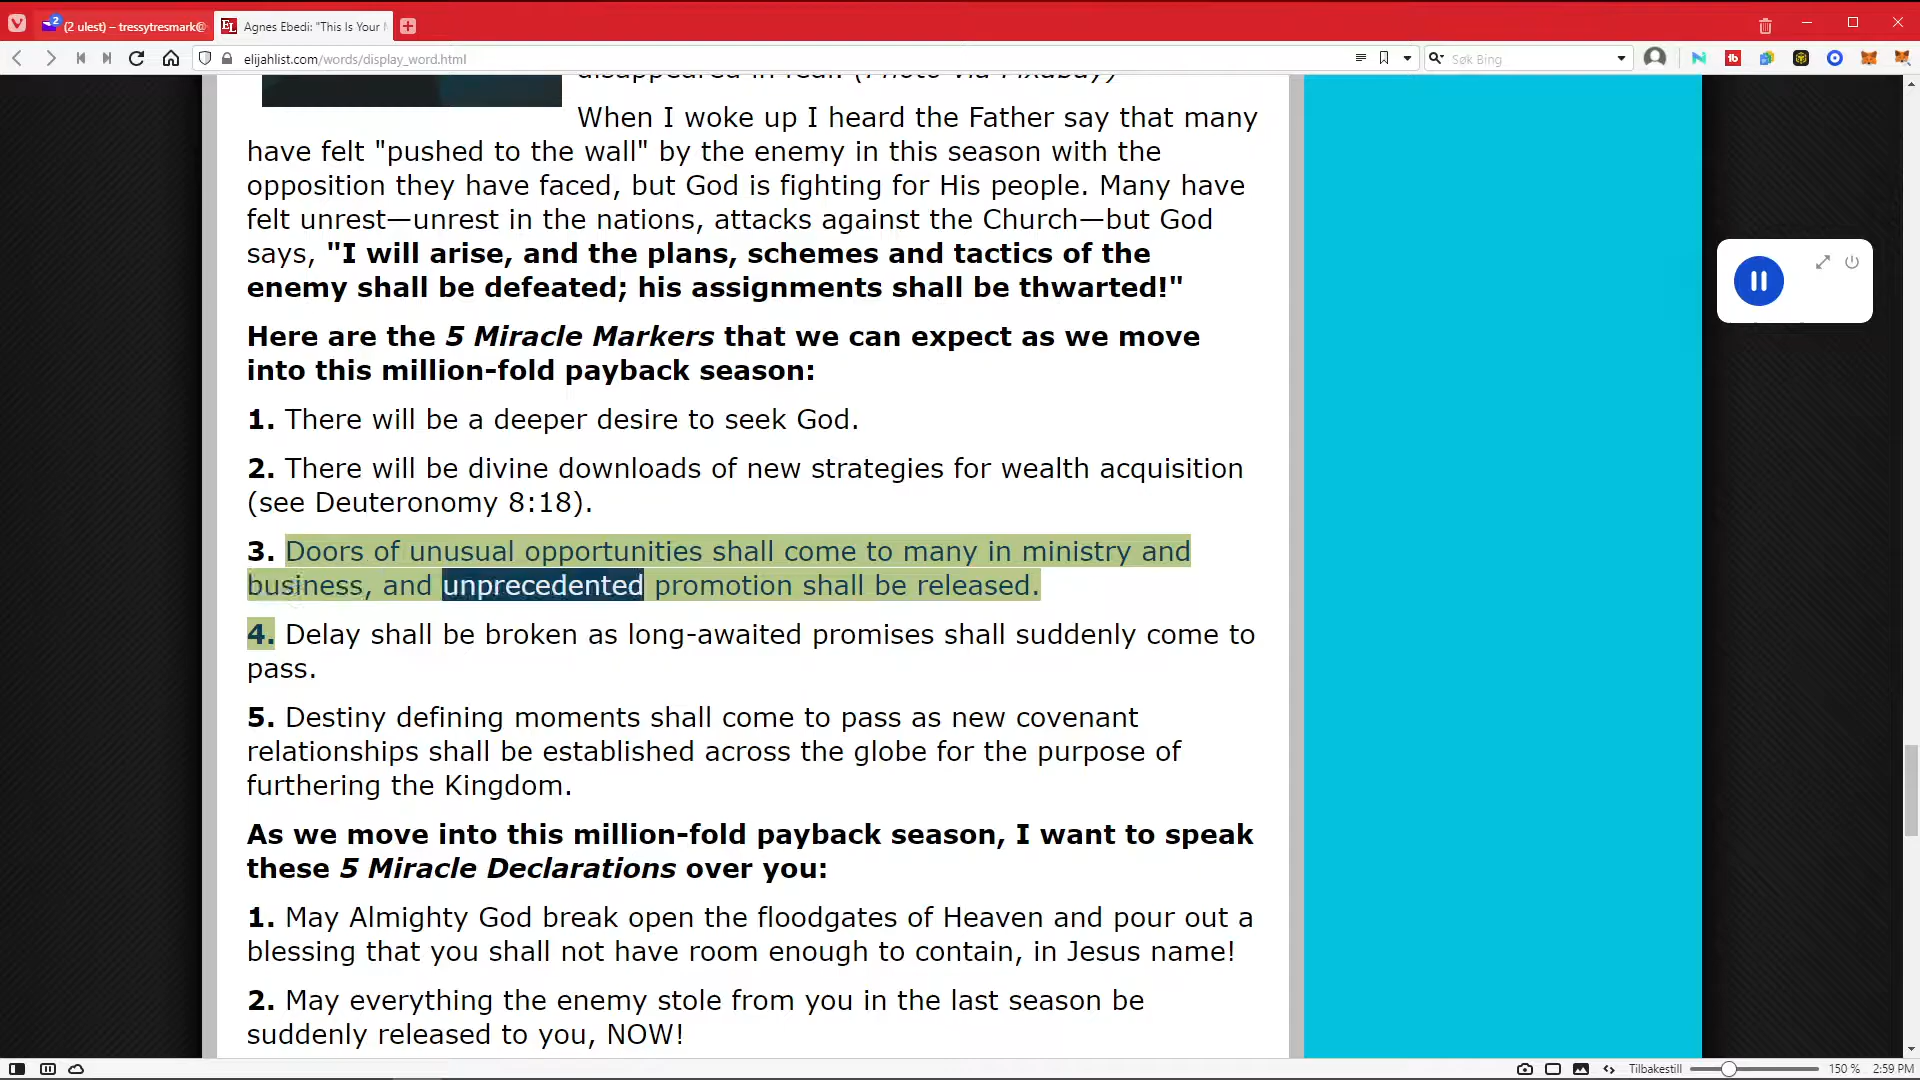 2
(2 ulest) – tressytresmark@
EL
Agnes Ebedi: "This Is Your
elijahlist.com/words/display_word.html
Søk Bing
When I woke up I heard the Father say that many
have felt "pushed to the wall" by the enemy in this season with the
opposition they have faced, but God is fighting for His people. Many have
felt unrest—unrest in the nations, attacks against the Church—but God
says, "I will arise, and the plans, schemes and tactics of the
enemy shall be defeated; his assignments shall be thwarted!"
Here are the 5 Miracle Markers that we can expect as we move
into this million-fold payback season:
1. There will be a deeper desire to seek God.
2. There will be divine downloads of new strategies for wealth acquisition
(see Deuteronomy 8:18).
3. Doors of unusual opportunities shall come to many in ministry and
business, and unprecedented promotion shall be released.
4. Delay shall be broken as long-awaited promises shall suddenly come to
pass.
5. Destiny defining moments shall come to pass as new covenant
relationships shall be established across the globe for the purpose of
furthering the Kingdom.
As we move into this million-fold payback season, I want to speak
these 5 Miracle Declarations over you:
1. May Almighty God break open the floodgates of Heaven and pour out a
blessing that you shall not have room enough to contain, in Jesus name!
2. May everything the enemy stole from you in the last season be
suddenly released to you, NOW!
Tilbakestill
150 %
2:59 PM